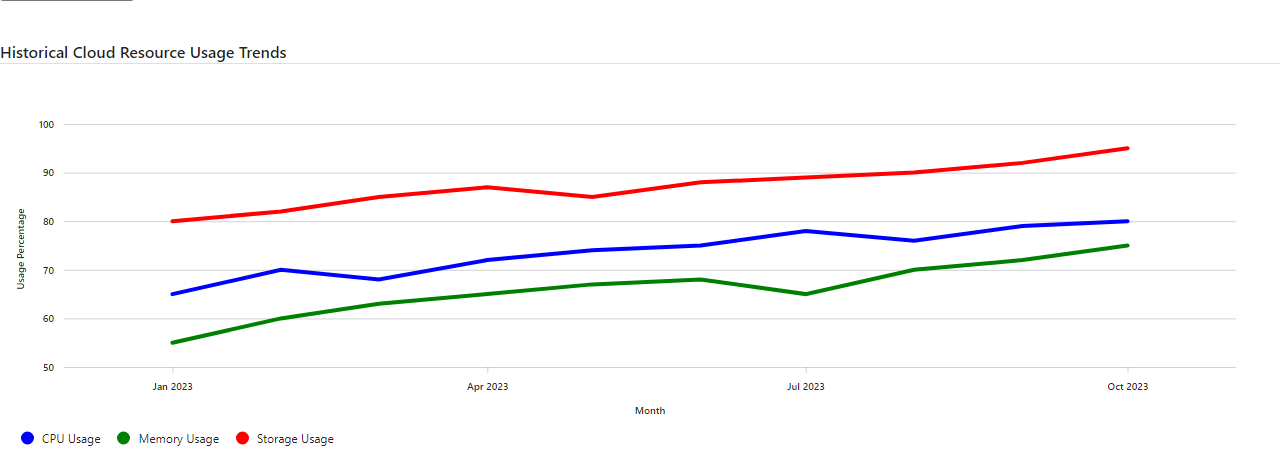 Historical Cloud Resource Usage Trends
100
90
80
70
60
50
Usage Percentage
Jan 2023 Apr 2023 Jul 2023 Oct 2023
Month
CPU Usage Memory Usage Storage Usage